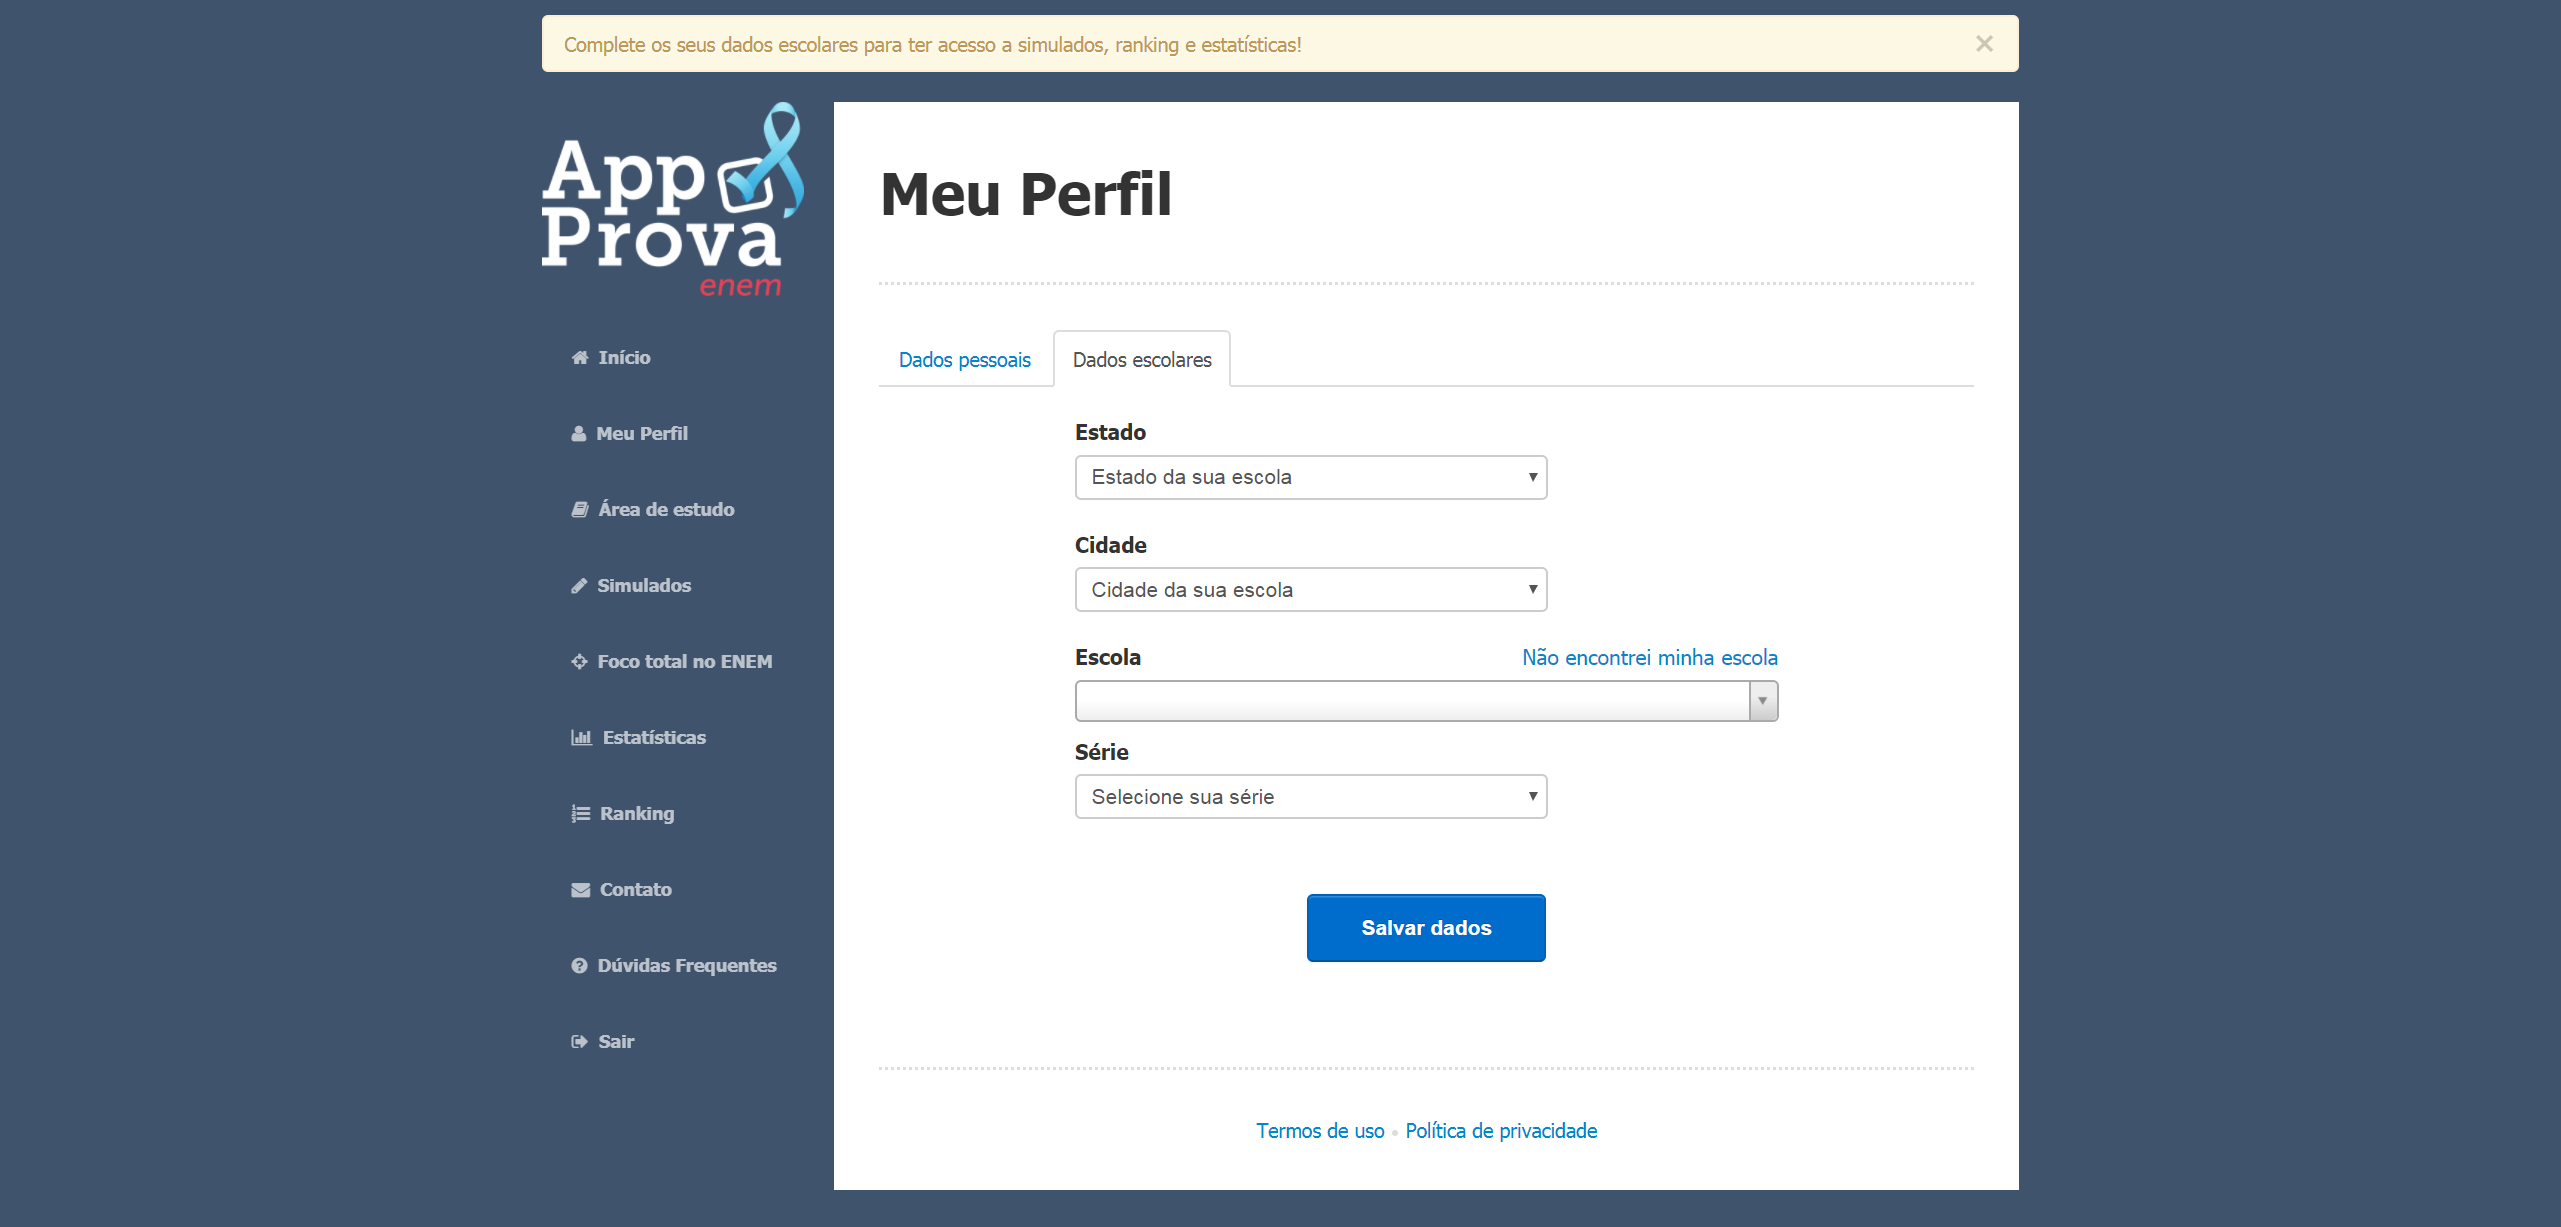 Complete os seus dados escolares para ter acesso a simulados, ranking e estatísticas!
×
App
Prova
enem
Início
Meu Perfil
Área de estudo
Simulados
Foco total no ENEM
Estatísticas
Ranking
Contato
Dúvidas Frequentes
Sair
Meu Perfil
Dados pessoais Dados escolares
Estado
Estado da sua escola
Cidade
Cidade da sua escola
Escola Não encontrei minha escola
Série
Selecione sua série
Salvar dados
Termos de uso • Política de privacidade